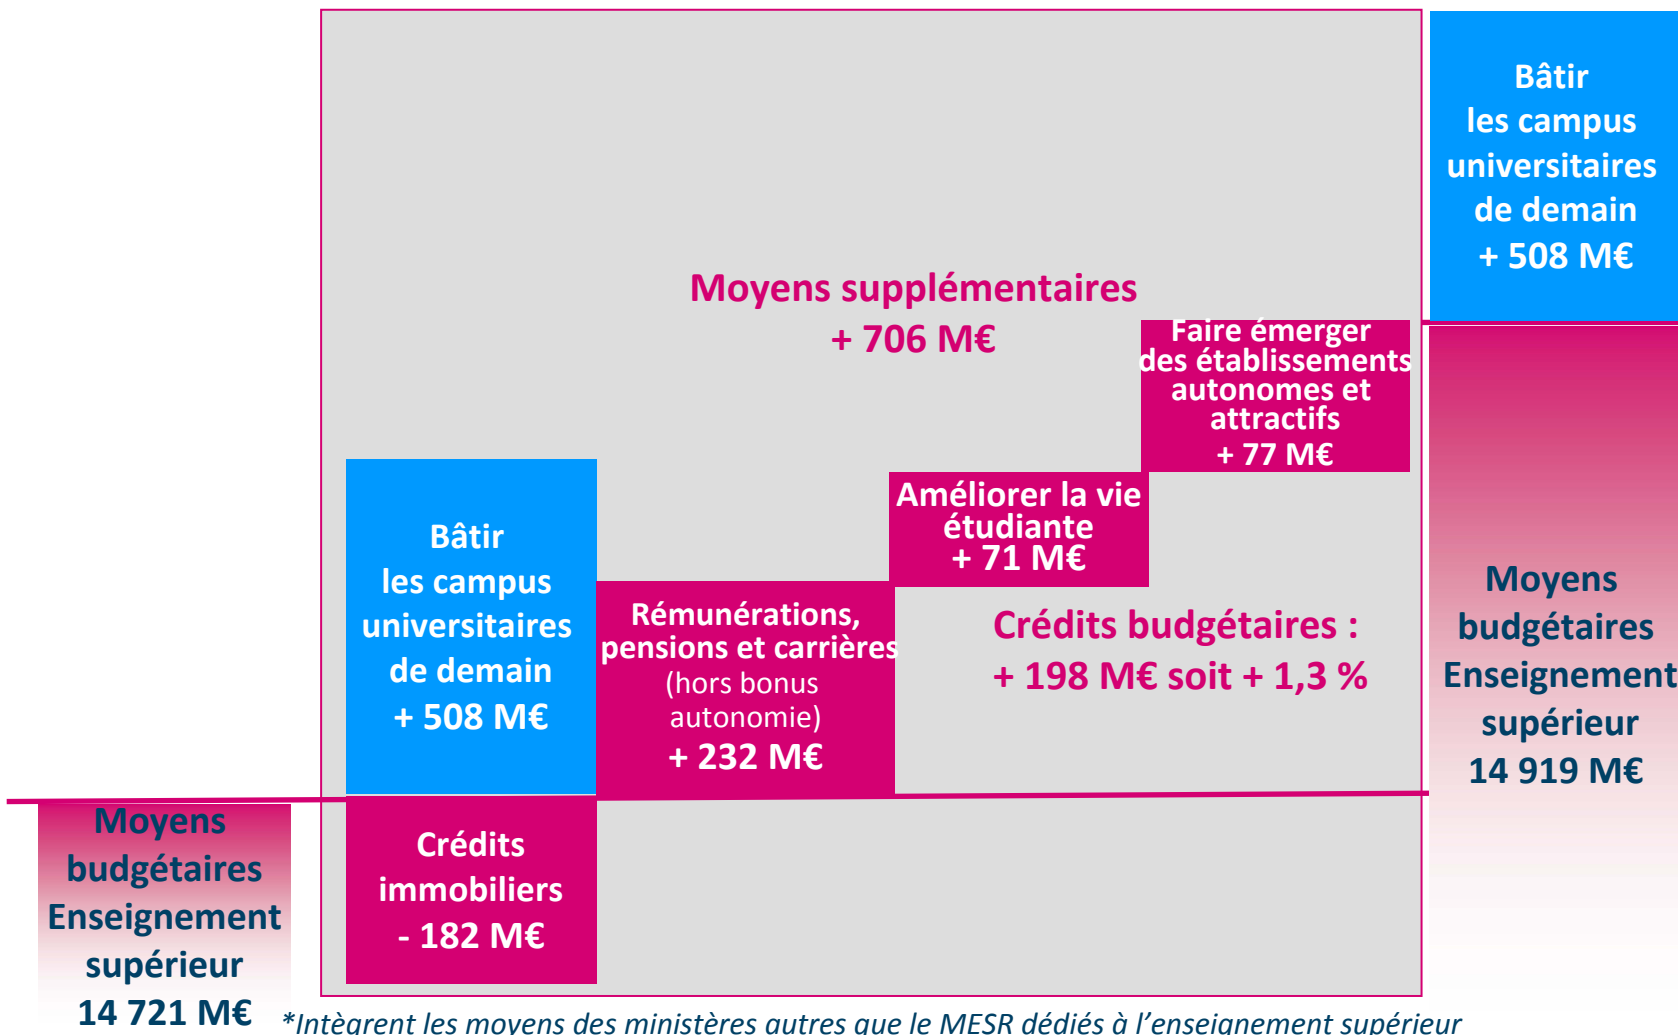 Moyens
budgétaires
Enseignement
supérieur
14 721 M€
Bâtir
les campus
universitaires
de demain
+ 508 M€
Crédits
immobiliers
- 182 M€
Rémunérations,
pensions et carrières
(hors bonus
autonomie)
+ 232 M€
Moyens supplémentaires
+ 706 M€
Améliorer la vie
étudiante
+ 71 M€
Faire émerger
des établissements
autonomes et
attractifs
+ 77 M€
Crédits budgétaires :
+ 198 M€ soit + 1,3 %
Bâtir
les campus
universitaires
de demain
+ 508 M€
Moyens
budgétaires
Enseignement
supérieur
14 919 M€
*Intègrent les moyens des ministères autres que le MESR dédiés à l’enseignement supérieur